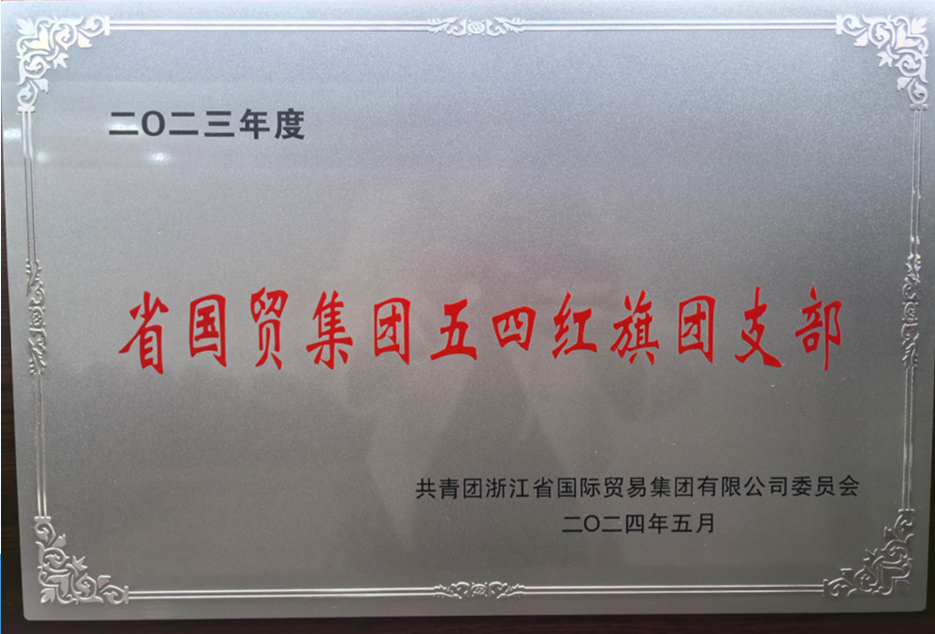 二〇二三年度
省国贸集团五四红旗团支部
共青团浙江省国际贸易集团有限公司委员会
二〇二四年五月